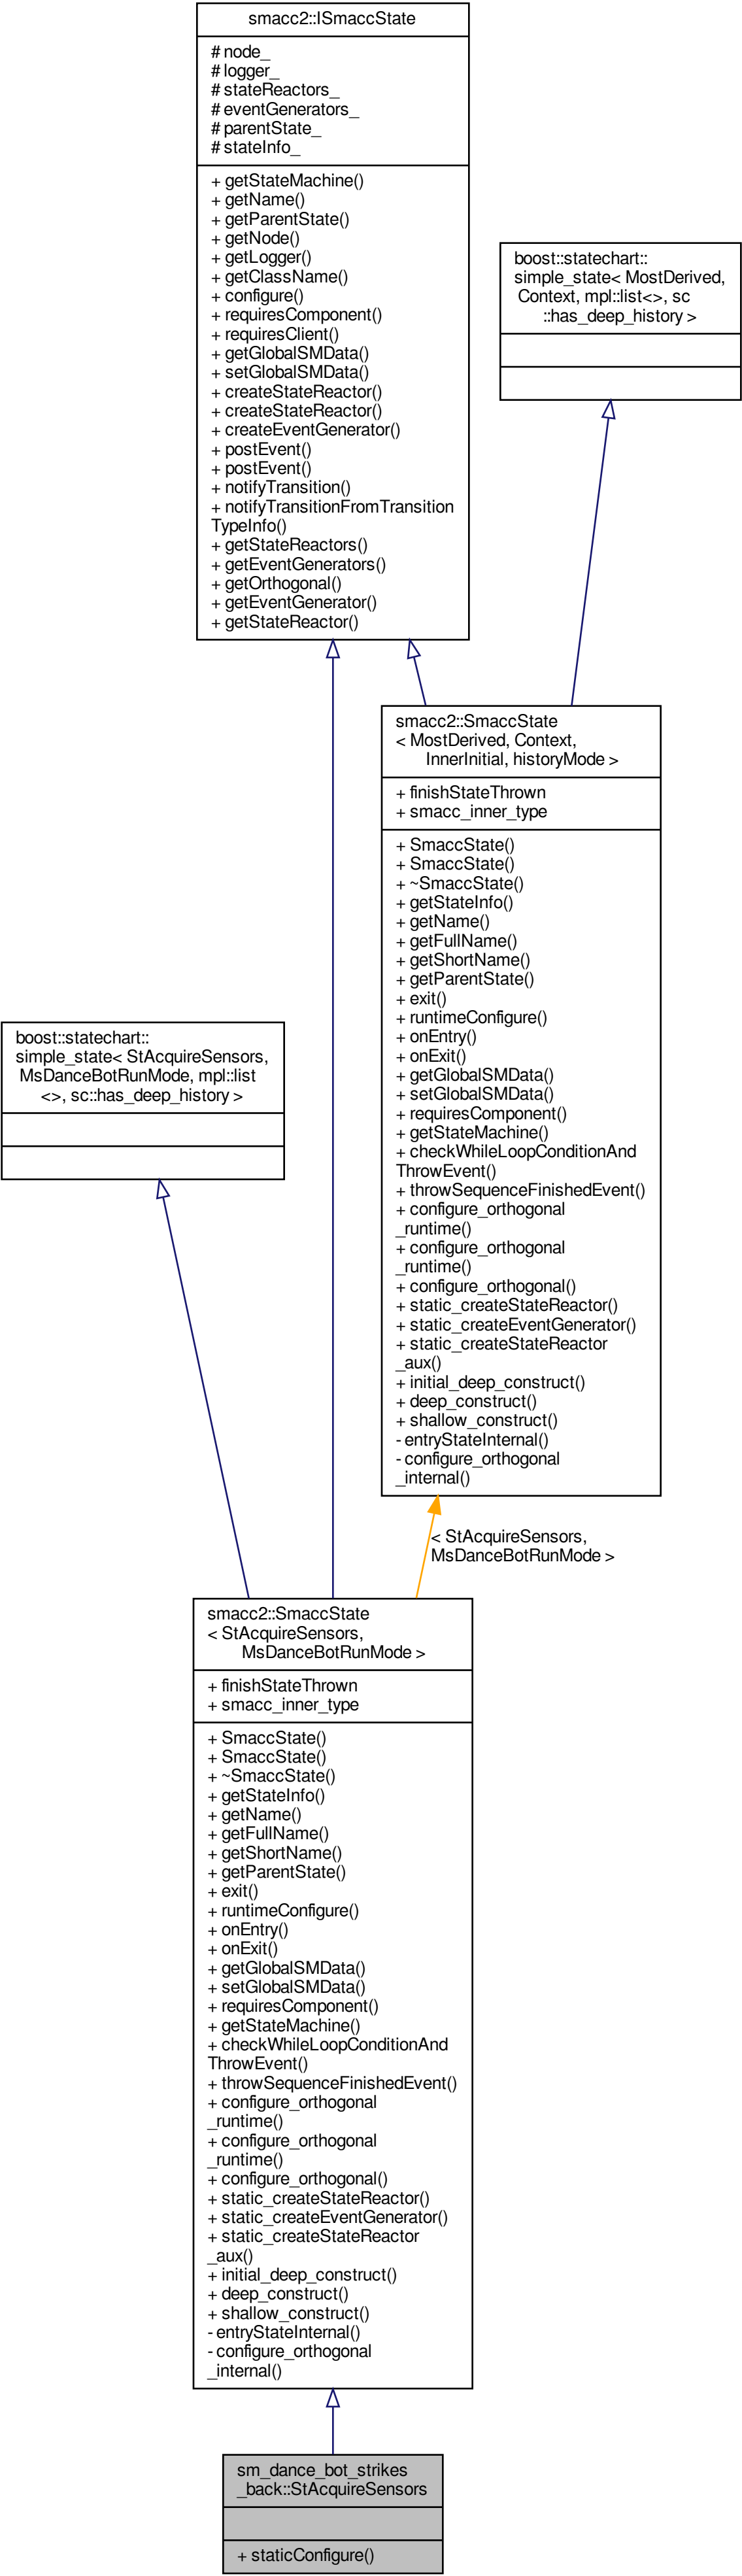 smacc2::ISmaccState
# node_
# logger_
# stateReactors_
# eventGenerators_
# parentState_
# stateInfo_
+ getStateMachine()
+ getName()
+ getParentState()
+ getNode()
+ getLogger()
+ getClassName()
+ configure()
+ requiresComponent()
+ requiresClient()
+ getGlobalSMData()
+ setGlobalSMData()
+ createStateReactor()
+ createStateReactor()
+ createEventGenerator()
+ postEvent()
+ postEvent()
+ notifyTransition()
+ notifyTransitionFromTransition
TypeInfo()
+ getStateReactors()
+ getEventGenerators()
+ getOrthogonal()
+ getEventGenerator()
+ getStateReactor()
boost::statechart::
simple_state< MostDerived,
Context, mpl::list<>, sc
::has_deep_history >
smacc2::SmaccState
< MostDerived, Context,
InnerInitial, historyMode >
+ finishStateThrown
+ smacc_inner_type
+ SmaccState()
+ SmaccState()
+ ~SmaccState()
+ getStateInfo()
+ getName()
+ getFullName()
+ getShortName()
+ getParentState()
+ exit()
+ runtimeConfigure()
+ onEntry()
+ onExit()
+ getGlobalSMData()
+ setGlobalSMData()
+ requiresComponent()
+ getStateMachine()
+ checkWhileLoopConditionAnd
ThrowEvent()
+ throwSequenceFinishedEvent()
+ configure_orthogonal
_runtime()
+ configure_orthogonal
_runtime()
+ configure_orthogonal()
+ static_createStateReactor()
+ static_createEventGenerator()
+ static_createStateReactor
_aux()
+ initial_deep_construct()
+ deep_construct()
+ shallow_construct()
- entryStateInternal()
- configure_orthogonal
_internal()
boost::statechart::
simple_state< StAcquireSensors,
MsDanceBotRunMode, mpl::list
<>, sc::has_deep_history >
< StAcquireSensors,
MsDanceBotRunMode >
smacc2::SmaccState
< StAcquireSensors,
MsDanceBotRunMode >
+ finishStateThrown
+ smacc_inner_type
+ SmaccState()
+ SmaccState()
+ ~SmaccState()
+ getStateInfo()
+ getName()
+ getFullName()
+ getShortName()
+ getParentState()
+ exit()
+ runtimeConfigure()
+ onEntry()
+ onExit()
+ getGlobalSMData()
+ setGlobalSMData()
+ requiresComponent()
+ getStateMachine()
+ checkWhileLoopConditionAnd
ThrowEvent()
+ throwSequenceFinishedEvent()
+ configure_orthogonal
_runtime()
+ configure_orthogonal
_runtime()
+ configure_orthogonal()
+ static_createStateReactor()
+ static_createEventGenerator()
+ static_createStateReactor
_aux()
+ initial_deep_construct()
+ deep_construct()
+ shallow_construct()
- entryStateInternal()
- configure_orthogonal
_internal()
sm_dance_bot_strikes
_back::StAcquireSensors
+ staticConfigure()